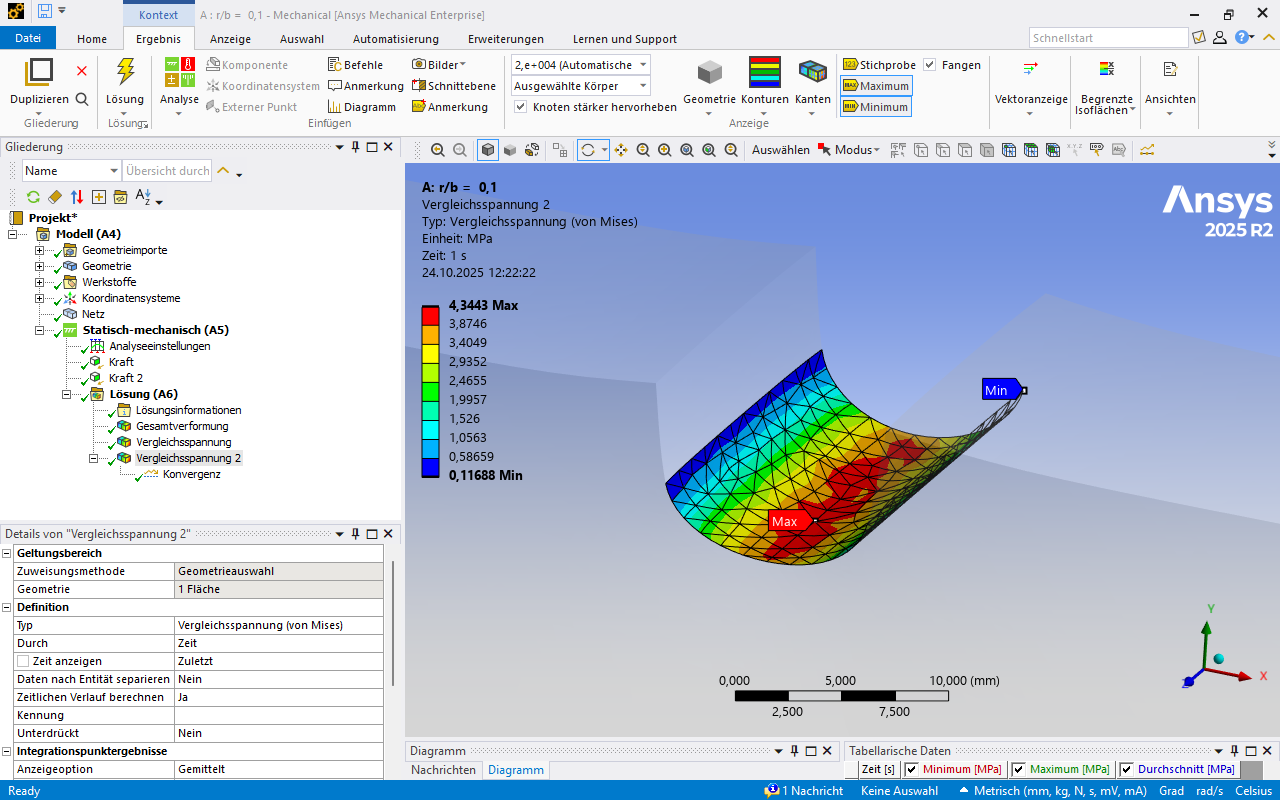 Kontext
A : r/b = 0,1 - Mechanical [Ansys Mechanical Enterprise]
Datei
Home
Ergebnis
Anzeige
Auswahl
Automatisierung
Erweiterungen
Lernen und Support
Schnellstart
Duplizieren
Gliederung
Lösung
Lösung
Analyse
Komponente
Koordinatensystem
Externer Punkt
Befehle
Anmerkung
Diagramm
Bilder
Schnittebene
Anmerkung
Einfügen
2,e+004 (Automatische
Ausgewählte Körper
Knoten stärker hervorheben
Geometrie
Konturen
Kanten
Stichprobe
Fangen
Maximum
Minimum
Anzeige
Vektoranzeige
Begrenzte
Isoflächen
Ansichten
Gliederung
Name
Übersicht durch
Auswählen
Modus
Projekt*
Modell (A4)
Geometrieimporte
Geometrie
Werkstoffe
Koordinatensysteme
Netz
Statisch-mechanisch (A5)
Analyseeinstellungen
Kraft
Kraft 2
Lösung (A6)
Lösungsinformationen
Gesamtverformung
Vergleichsspannung
Vergleichsspannung 2
Konvergenz
Details von "Vergleichsspannung 2"
Geltungsbereich
Zuweisungsmethode Geometrieauswahl
Geometrie 1 Fläche
Definition
Typ Vergleichsspannung (von Mises)
Durch Zeit
Zeit anzeigen Zuletzt
Daten nach Entität separieren Nein
Zeitlichen Verlauf berechnen Ja
Kennung
Unterdrückt Nein
Integrationspunktergebnisse
Anzeigeoption Gemittelt
A: r/b = 0,1
Vergleichsspannung 2
Typ: Vergleichsspannung (von Mises)
Einheit: MPa
Zeit: 1 s
24.10.2025 12:22:22
4,3443 Max
3,8746
3,4049
2,9352
2,4655
1,9957
1,526
1,0563
0,58659
0,11688 Min
Ansys
2025 R2
Min
Max
0,000 5,000 10,000 (mm)
2,500 7,500
Y
X
Z
Diagramm
Nachrichten Diagramm
Tabellarische Daten
Zeit [s] Minimum [MPa] Maximum [MPa] Durchschnitt [MPa]
Ready
1 Nachricht
Keine Auswahl
Metrisch (mm, kg, N, s, mV, mA)
Grad
rad/s
Celsius